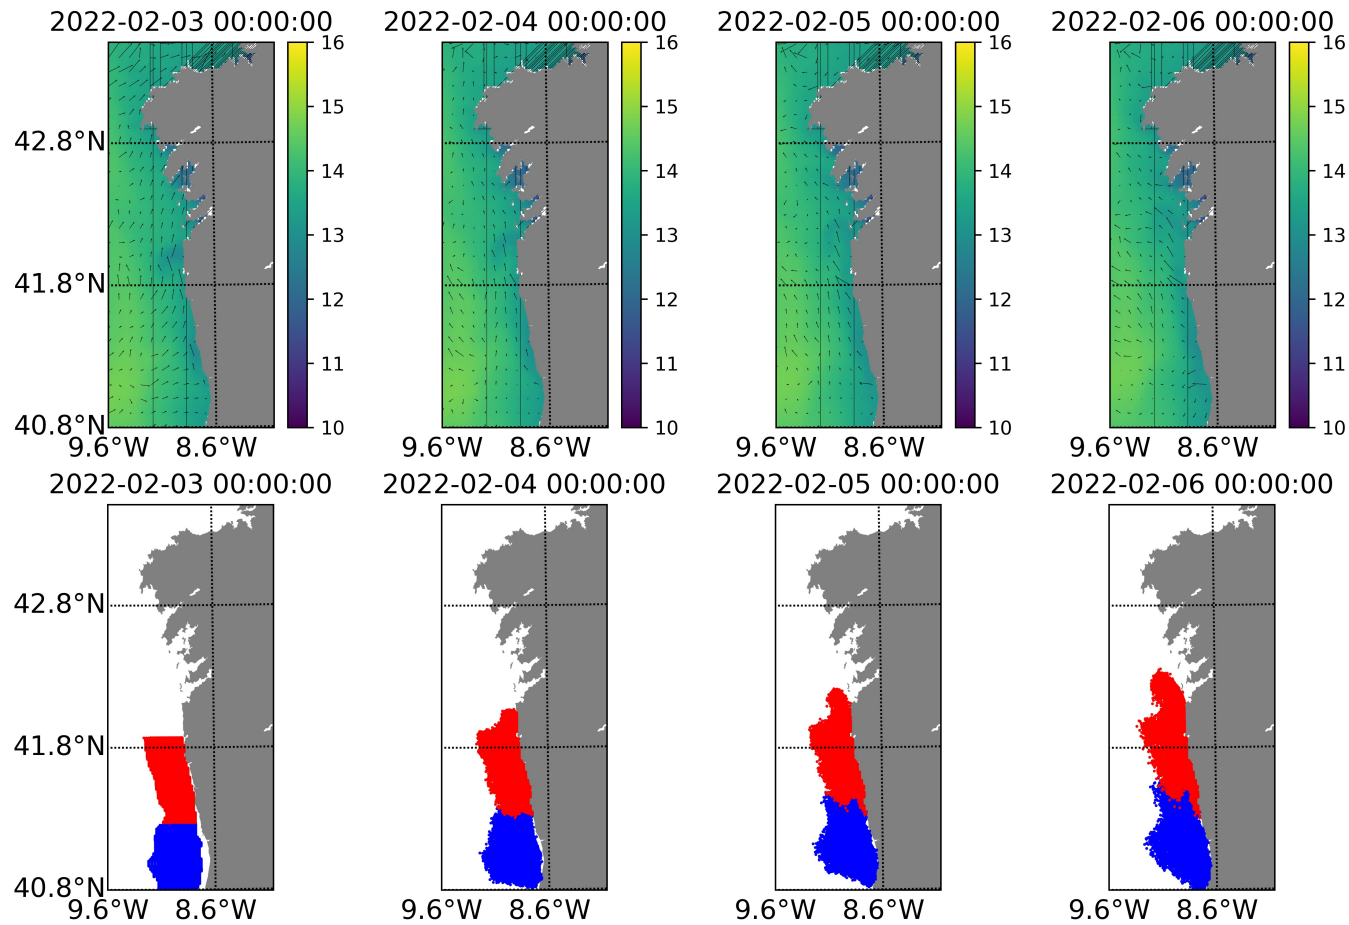 2022-02-03 00:00:00 2022-02-04 00:00:00 2022-02-05 00:00:00 2022-02-06 00:00:00
16 16 16 16
15 15 15 15
42.8°N
14 14 14 14
13 13 13 13
41.8°N
12 12 12 12
11 11 11 11
40.8°N 10 10 10 10
9.6°W 8.6°W 9.6°W 8.6°W 9.6°W 8.6°W 9.6°W 8.6°W
2022-02-03 00:00:00 2022-02-04 00:00:00 2022-02-05 00:00:00 2022-02-06 00:00:00
42.8°N
41.8°N
40.8°N
9.6°W 8.6°W 9.6°W 8.6°W 9.6°W 8.6°W 9.6°W 8.6°W